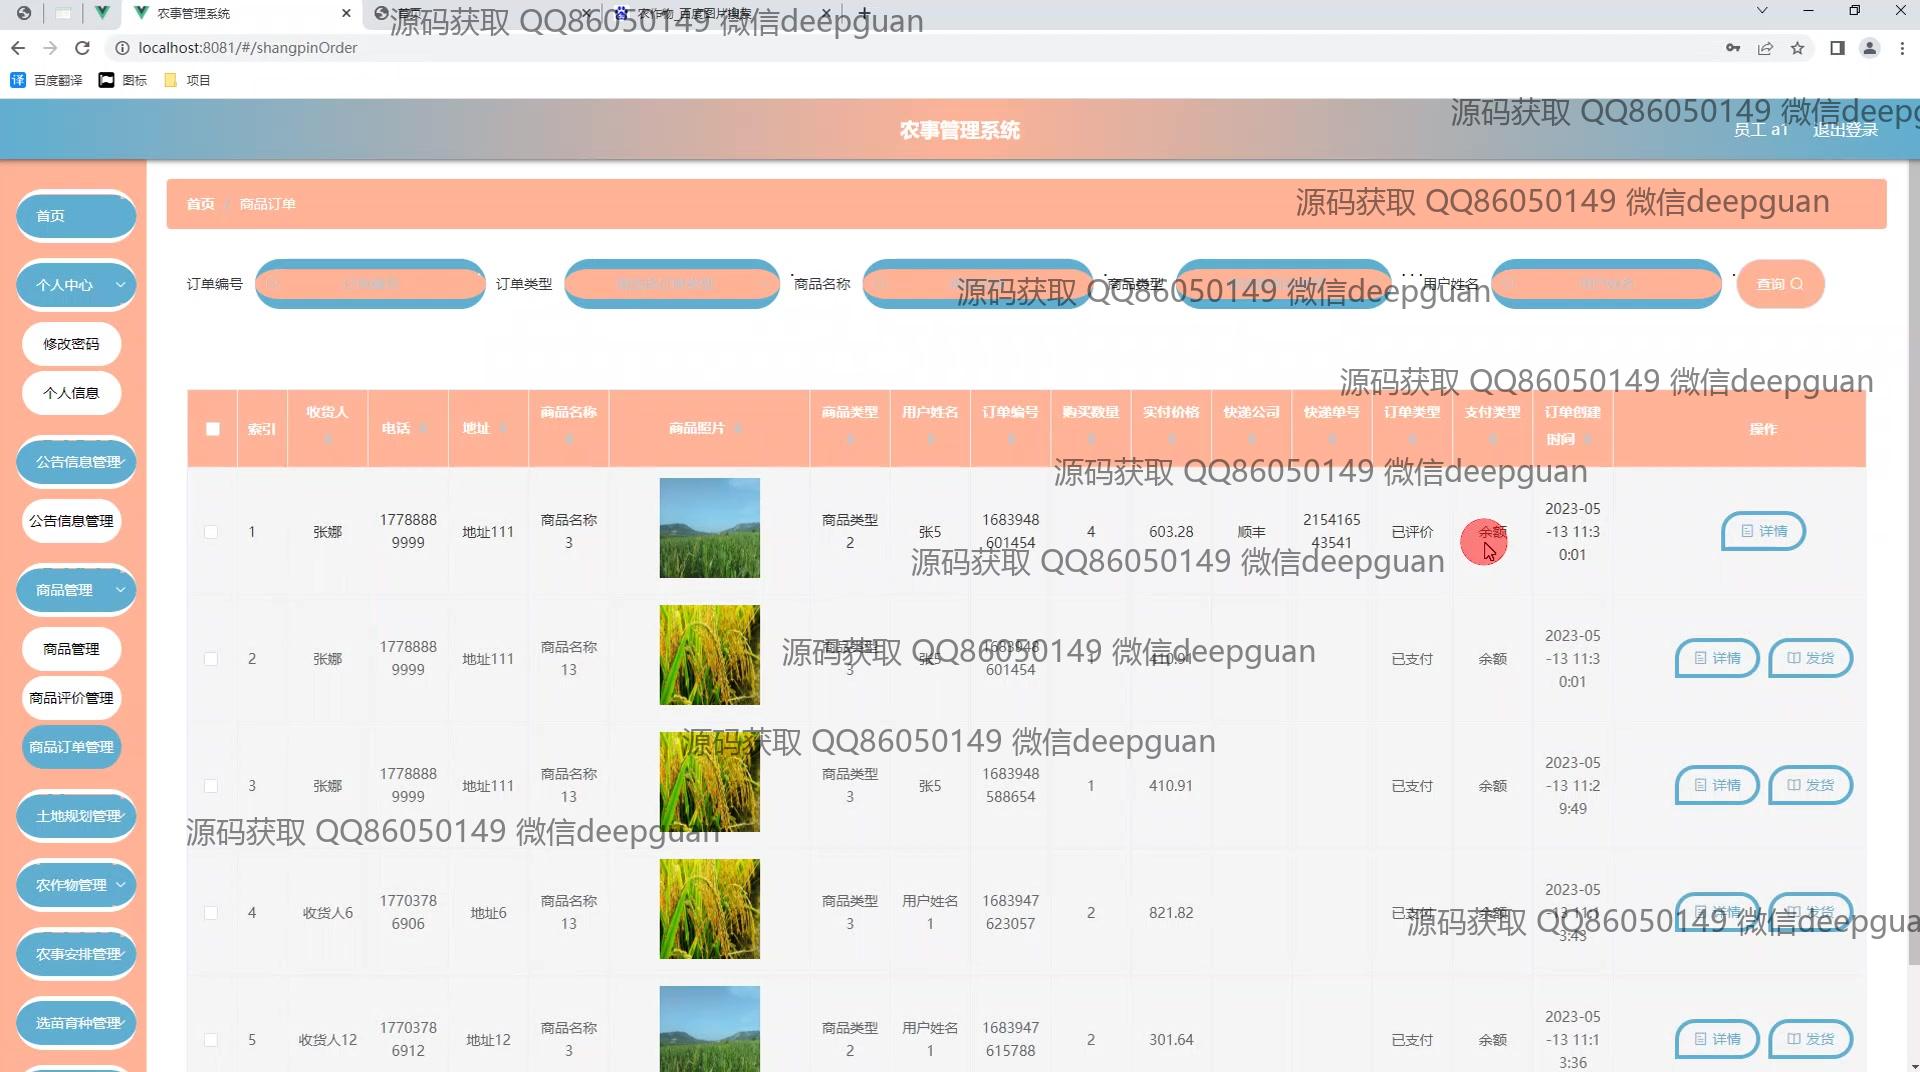 农事管理系统
首页
农作物_百度图片搜索
源码获取 QQ86050149 微信deepguan
localhost:8081/#/shangpinOrder
百度翻译
图标
项目
农事管理系统
源码获取 QQ86050149 微信deepg
员工 a1
退出登录
首页
首页 / 商品订单
源码获取 QQ86050149 微信deepguan
个人中心
订单编号
订单类型
商品名称
商品类型
用户姓名
查询
源码获取 QQ86050149 微信deepguan
修改密码
个人信息
源码获取 QQ86050149 微信deepguan
索引 收货人 电话 地址 商品名称 商品照片 商品类型 用户姓名 订单编号 购买数量 实付价格 快递公司 快递单号 订单类型 支付类型 订单创建时间 操作
公告信息管理
源码获取 QQ86050149 微信deepguan
公告信息管理
1 张娜 17788889999 地址111 商品名称3 商品类型2 张5 1683948601454 4 603.28 顺丰 215416543541 已评价 余额 2023-05-13 11:30:01 详情
源码获取 QQ86050149 微信deepguan
商品管理
商品管理
2 张娜 17788889999 地址111 商品名称13 商品类型3 张5 1683948601454 1 410.91 已支付 余额 2023-05-13 11:30:01 详情 发货
源码获取 QQ86050149 微信deepguan
商品评价管理
商品订单管理
源码获取 QQ86050149 微信deepguan
3 张娜 17788889999 地址111 商品名称13 商品类型3 张5 1683948588654 1 410.91 已支付 余额 2023-05-13 11:29:49 详情 发货
土地规划管理
源码获取 QQ86050149 微信deepguan
农作物管理
4 收货人6 17703786906 地址6 商品名称13 商品类型3 用户姓名1 1683947623057 2 821.82 已支付 余额 2023-05-13 11:13:43 详情 发货
源码获取 QQ86050149 微信deepgua
农事安排管理
选苗育种管理
5 收货人12 17703786912 地址12 商品名称3 商品类型2 用户姓名1 1683947615788 2 301.64 已支付 余额 2023-05-13 11:13:36 详情 发货